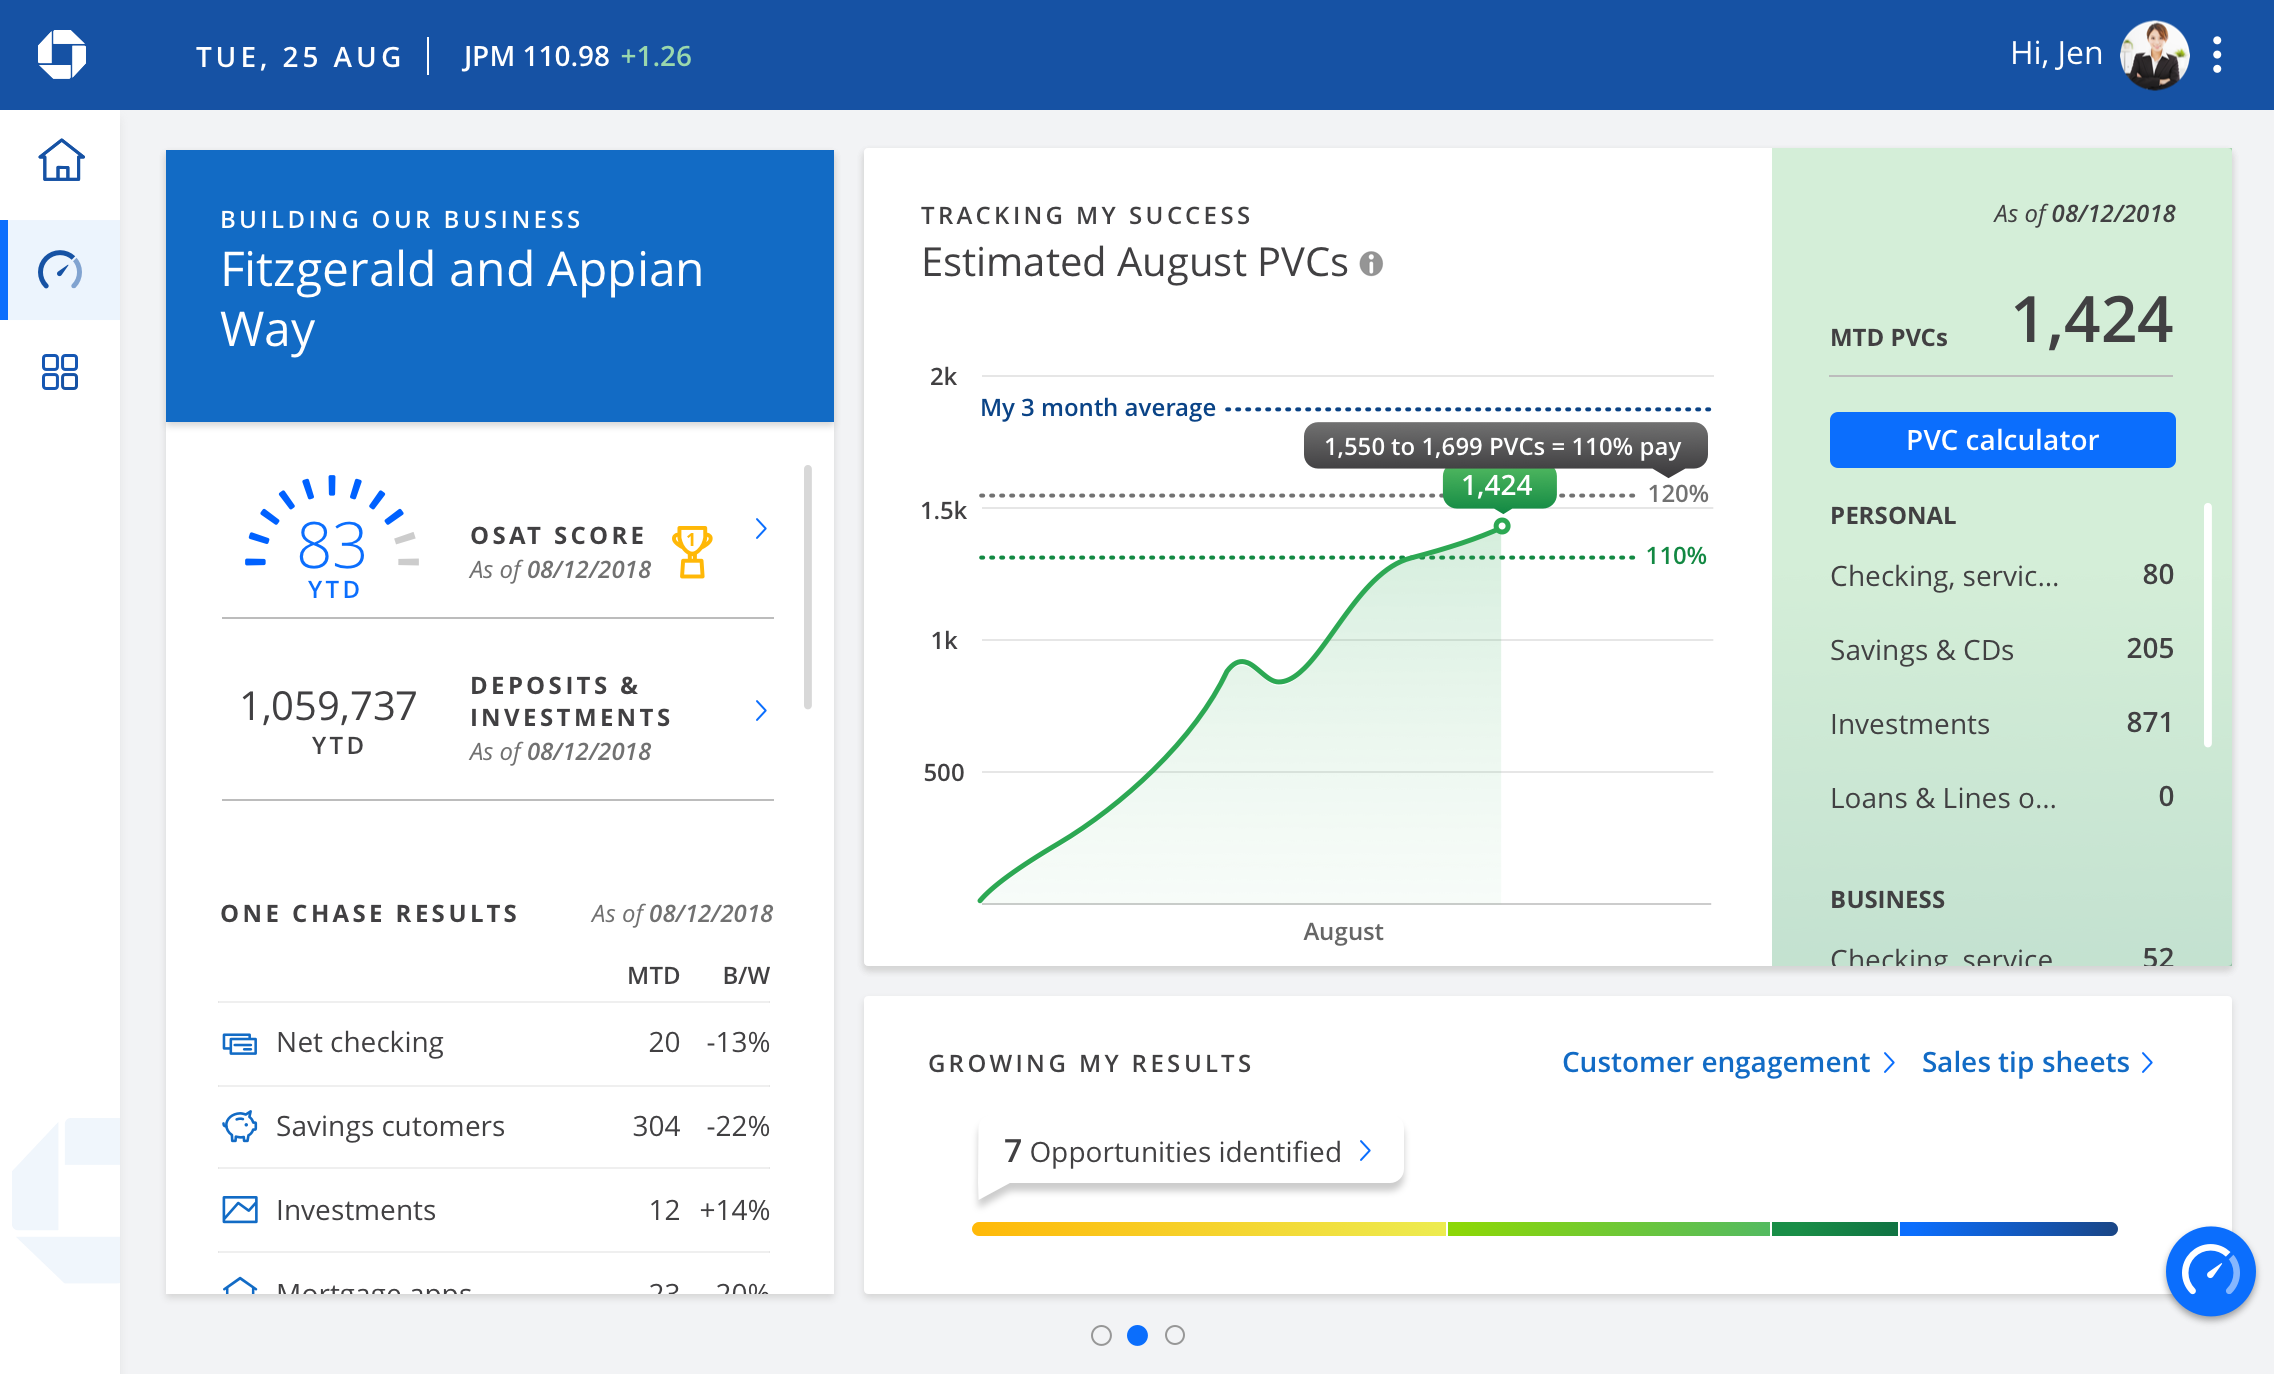 TUE, 25 AUG
JPM 110.98 +1.26
Hi, Jen
BUILDING OUR BUSINESS
Fitzgerald and Appian
Way
83
YTD
OSAT SCORE
1
As of 08/12/2018
1,059,737
YTD
DEPOSITS &
INVESTMENTS
As of 08/12/2018
ONE CHASE RESULTS As of 08/12/2018
MTD B/W
Net checking 20 -13%
Savings cutomers 304 -22%
Investments 12 +14%
Mortgage apps 23 20%
TRACKING MY SUCCESS
Estimated August PVCs
2k
My 3 month average
1,550 to 1,699 PVCs = 110% pay
1,424
120%
1.5k
110%
1k
500
August
As of 08/12/2018
MTD PVCs 1,424
PVC calculator
PERSONAL
Checking, servic... 80
Savings & CDs 205
Investments 871
Loans & Lines o... 0
BUSINESS
Checking, service 52
GROWING MY RESULTS
Customer engagement
Sales tip sheets
7 Opportunities identified